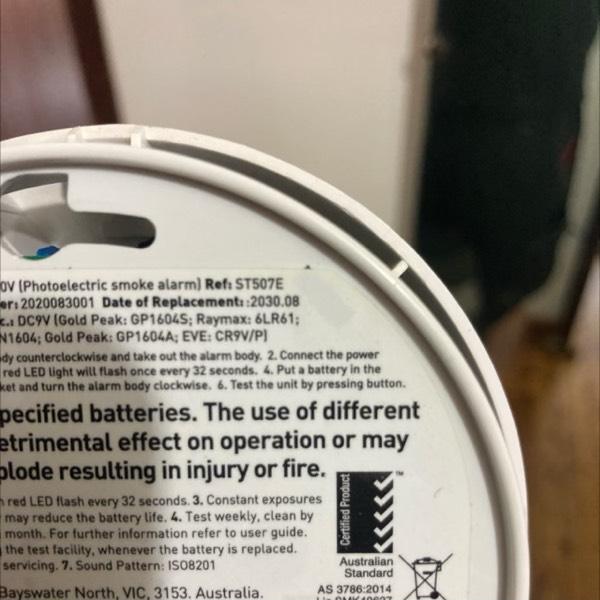 0V (Photoelectric smoke alarm) Ref: ST507E
er: 2020083001 Date of Replacement: :2030.08
c.: DC9V (Gold Peak: GP1604S; Raymax: 6LR61;
N1604; Gold Peak: GP1604A; EVE: CR9V/P)
dy counterclockwise and take out the alarm body. 2. Connect the power
red LED light will flash once every 32 seconds. 4. Put a battery in the
ket and turn the alarm body clockwise. 6. Test the unit by pressing button.
pecified batteries. The use of different
etrimental effect on operation or may
plode resulting in injury or fire.
n red LED flash every 32 seconds. 3. Constant exposures
may reduce the battery life. 4. Test weekly, clean by
month. For further information refer to user guide.
the test facility, whenever the battery is replaced.
servicing. 7. Sound Pattern: ISO8201
Bayswater North, VIC, 3153. Australia.
Certified Product
TM
Australian
Standard
AS 3786:2014